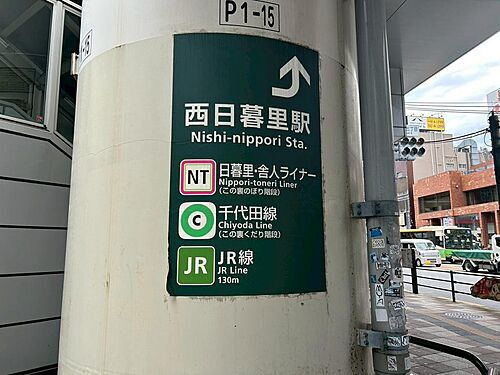 P1-15
西日暮里駅
Nishi-nippori Sta.
NT
日暮里・舎人ライナー
Nippori-toneri Liner
(この裏のぼり階段)
C
千代田線
Chiyoda Line
(この裏くだり階段)
JR
JR線
JR Line
130m